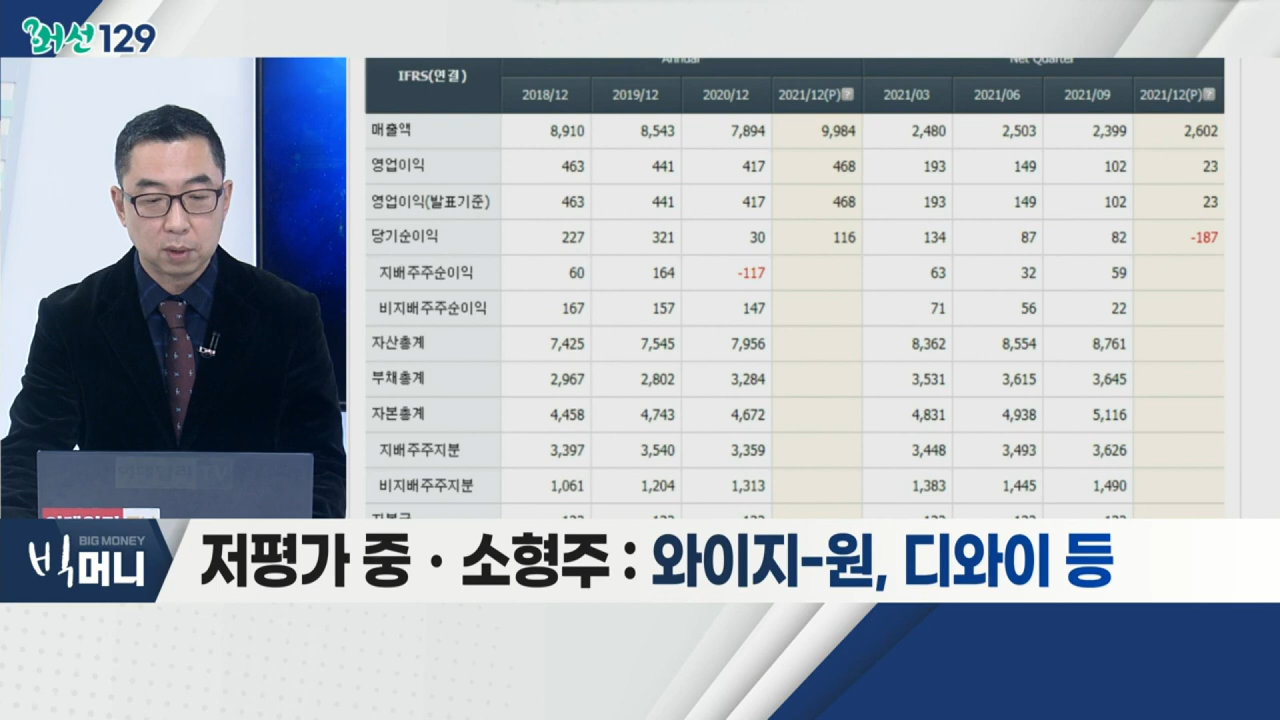 머선129
IFRS(연결) Annual Net Quarter
2018/12 2019/12 2020/12 2021/12(P)? 2021/03 2021/06 2021/09 2021/12(P)?
매출액 8,910 8,543 7,894 9,984 2,480 2,503 2,399 2,602
영업이익 463 441 417 468 193 149 102 23
영업이익(발표기준) 463 441 417 468 193 149 102 23
당기순이익 227 321 30 116 134 87 82 -187
지배주주순이익 60 164 -117 63 32 59
비지배주주순이익 167 157 147 71 56 22
자산총계 7,425 7,545 7,956 8,362 8,554 8,761
부채총계 2,967 2,802 3,284 3,531 3,615 3,645
자본총계 4,458 4,743 4,672 4,831 4,938 5,116
지배주주지분 3,397 3,540 3,359 3,448 3,493 3,626
비지배주주지분 1,061 1,204 1,313 1,383 1,445 1,490
BIG MONEY
빅머니
저평가 중·소형주 : 와이지-원, 디와이 등